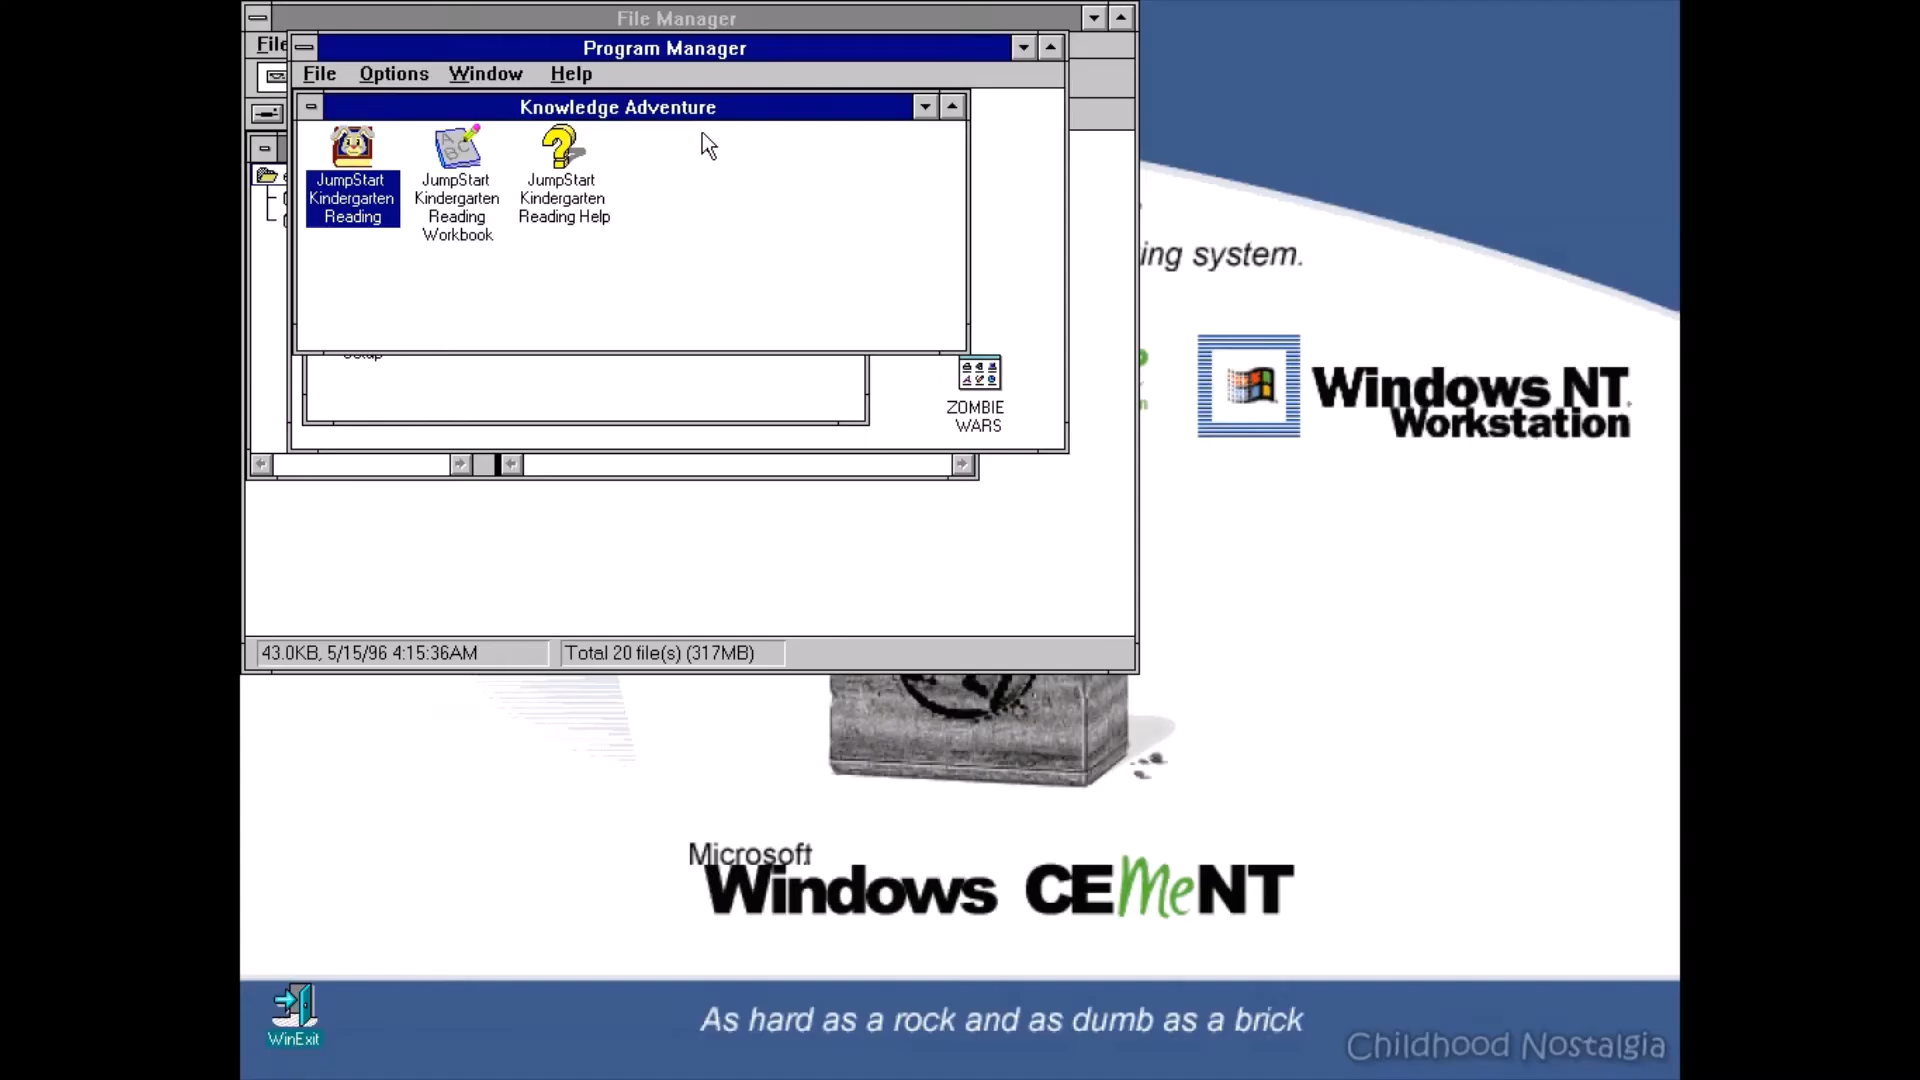 File Manager
File
Program Manager
File Options Window Help
Knowledge Adventure
JumpStart
Kindergarten
Reading
JumpStart
Kindergarten
Reading
Workbook
JumpStart
Kindergarten
Reading Help
ZOMBIE
WARS
ing system.
Windows NT
Workstation
43.0KB, 5/15/96 4:15:36AM
Total 20 file(s) (317MB)
Microsoft
Windows CEMeNT
WinExit
As hard as a rock and as dumb as a brick
Childhood Nostalgia